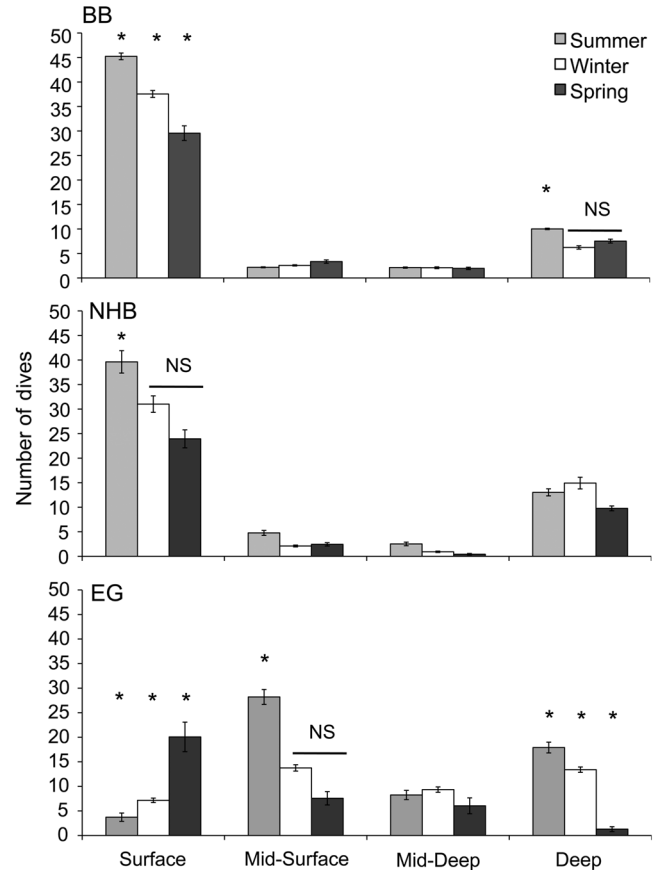 BB
* * *
50
45
40
35
30
25
20
15
10
5
0
Summer
Winter
Spring
*
NS
NHB
50
45
40
35
30
25
20
15
10
5
0
*
NS
Number of dives
EG
50
45
40
35
30
25
20
15
10
5
0
* * *
*
NS
* * *
Surface Mid-Surface Mid-Deep Deep